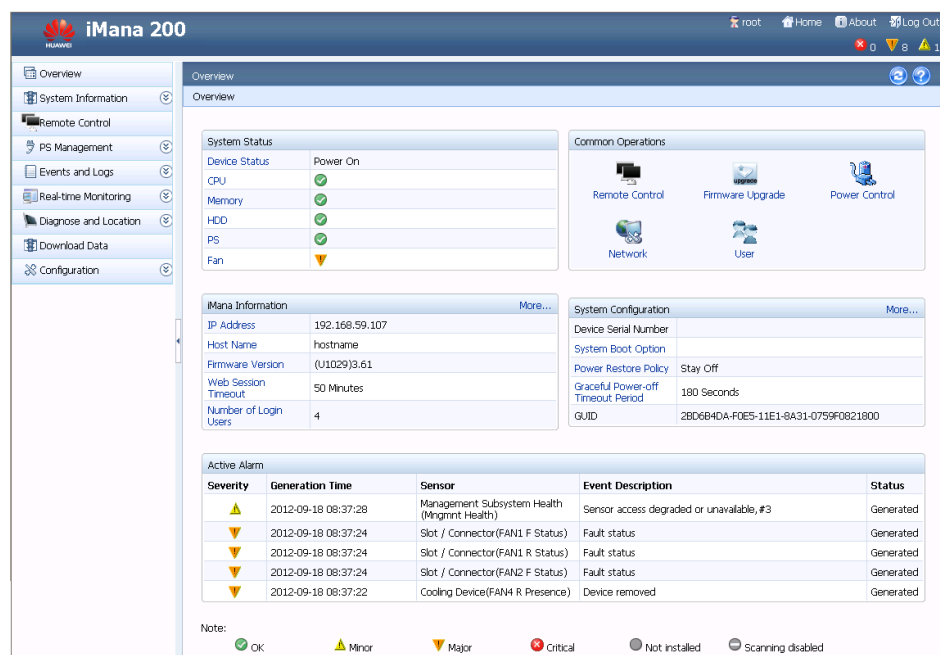 HUAWEI
iMana 200
root Home About Log Out
0 8 1
Overview
System Information
Remote Control
PS Management
Events and Logs
Real-time Monitoring
Diagnose and Location
Download Data
Configuration
Overview
Overview
System Status
Device Status Power On
CPU
Memory
HDD
PS
Fan
Common Operations
Remote Control
upgrade
Firmware Upgrade
Power Control
Network
User
iMana Information More...
IP Address 192.168.59.107
Host Name hostname
Firmware Version (U1029)3.61
Web Session
Timeout
50 Minutes
Number of Login
Users
4
System Configuration More...
Device Serial Number
System Boot Option
Power Restore Policy Stay Off
Graceful Power-off
Timeout Period
180 Seconds
GUID 2BD6B4DA-F0E5-11E1-8A31-0759F0821800
Active Alarm
Severity Generation Time Sensor Event Description Status
2012-09-18 08:37:28 Management Subsystem Health
(Mngmnt Health)
Sensor access degraded or unavailable,#3 Generated
2012-09-18 08:37:24 Slot / Connector(FAN1 F Status) Fault status Generated
2012-09-18 08:37:24 Slot / Connector(FAN1 R Status) Fault status Generated
2012-09-18 08:37:24 Slot / Connector(FAN2 F Status) Fault status Generated
2012-09-18 08:37:22 Cooling Device(FAN4 R Presence) Device removed Generated
Note:
OK Minor Major Critical Not installed Scanning disabled